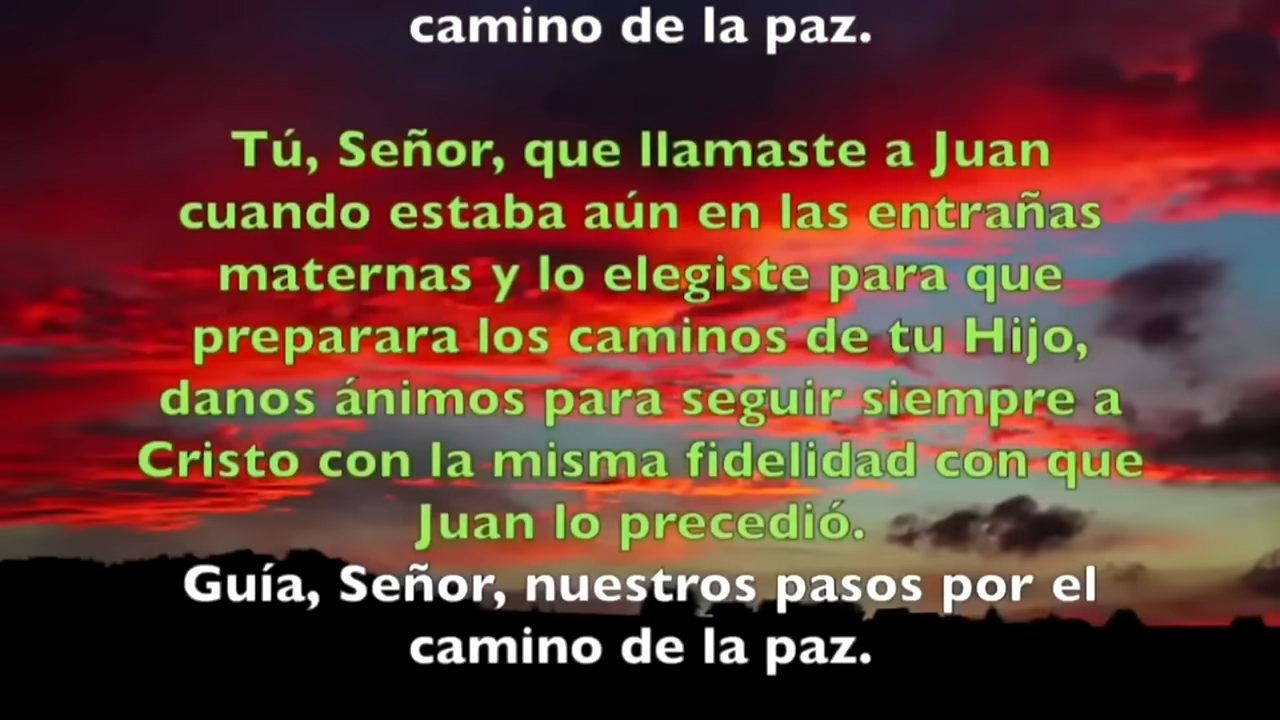 camino de la paz.
Tú, Señor, que llamaste a Juan
cuando estaba aún en las entrañas
maternas y lo elegiste para que
preparara los caminos de tu Hijo,
danos ánimos para seguir siempre a
Cristo con la misma fidelidad con que
Juan lo precedió.
Guía, Señor, nuestros pasos por el
camino de la paz.